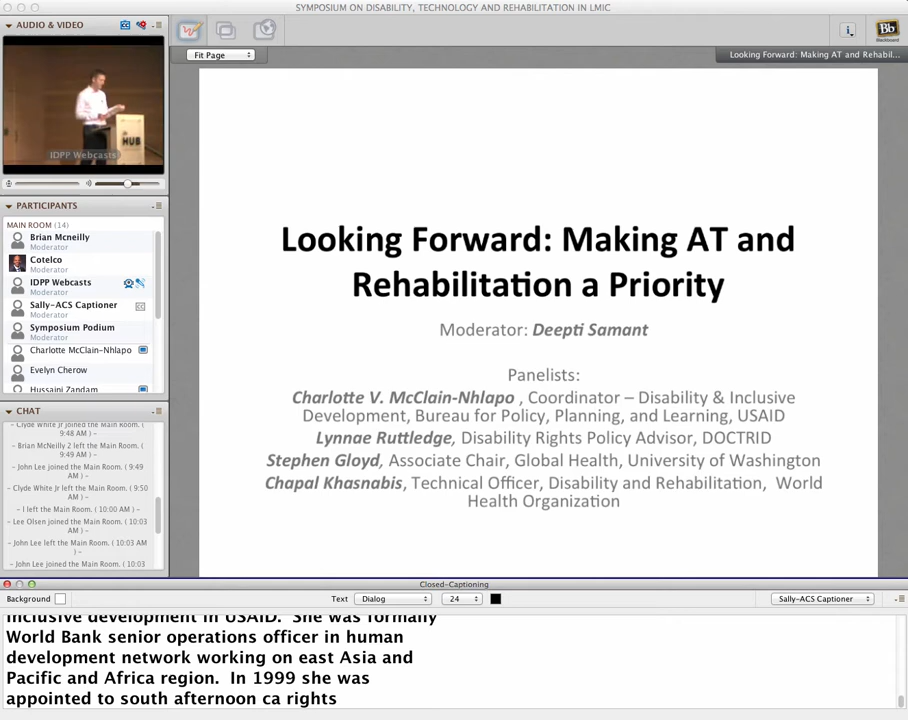 SYMPOSIUM ON DISABILITY, TECHNOLOGY AND REHABILITATION IN LMIC
AUDIO & VIDEO
HUB
IDPP Webcasts
PARTICIPANTS
MAIN ROOM (14)
Brian Mcneilly
Moderator
Cotelco
Moderator
IDPP Webcasts
Moderator
Sally-ACS Captioner
Moderator
Symposium Podium
Moderator
Charlotte McClain-Nhlapo
Evelyn Cherow
Hussaini Zandam
CHAT
– Clyde White Jr joined the Main Room. (
9:48 AM ) –
– Brian McNeilly 2 left the Main Room. (
9:49 AM ) –
– John Lee joined the Main Room. ( 9:49
AM ) –
– Clyde White Jr left the Main Room. ( 9:50
AM ) –
– I left the Main Room. ( 10:00 AM ) –
– Lee Olsen joined the Main Room. ( 10:03
AM ) –
– John Lee left the Main Room. ( 10:03 AM
) –
– John Lee joined the Main Room. ( 10:03
Fit Page
Looking Forward: Making AT and Rehabil...
Bb
Blackboard
Looking Forward: Making AT and
Rehabilitation a Priority
Moderator: Deepti Samant
Panelists:
Charlotte V. McClain-Nhlapo , Coordinator – Disability & Inclusive
Development, Bureau for Policy, Planning, and Learning, USAID
Lynnae Ruttledge, Disability Rights Policy Advisor, DOCTRID
Stephen Gloyd, Associate Chair, Global Health, University of Washington
Chapal Khasnabis, Technical Officer, Disability and Rehabilitation, World
Health Organization
Closed-Captioning
Background
Text
Dialog
24
Sally-ACS Captioner
inclusive development in USAID. She was formally
World Bank senior operations officer in human
development network working on east Asia and
Pacific and Africa region. In 1999 she was
appointed to south afternoon ca rights